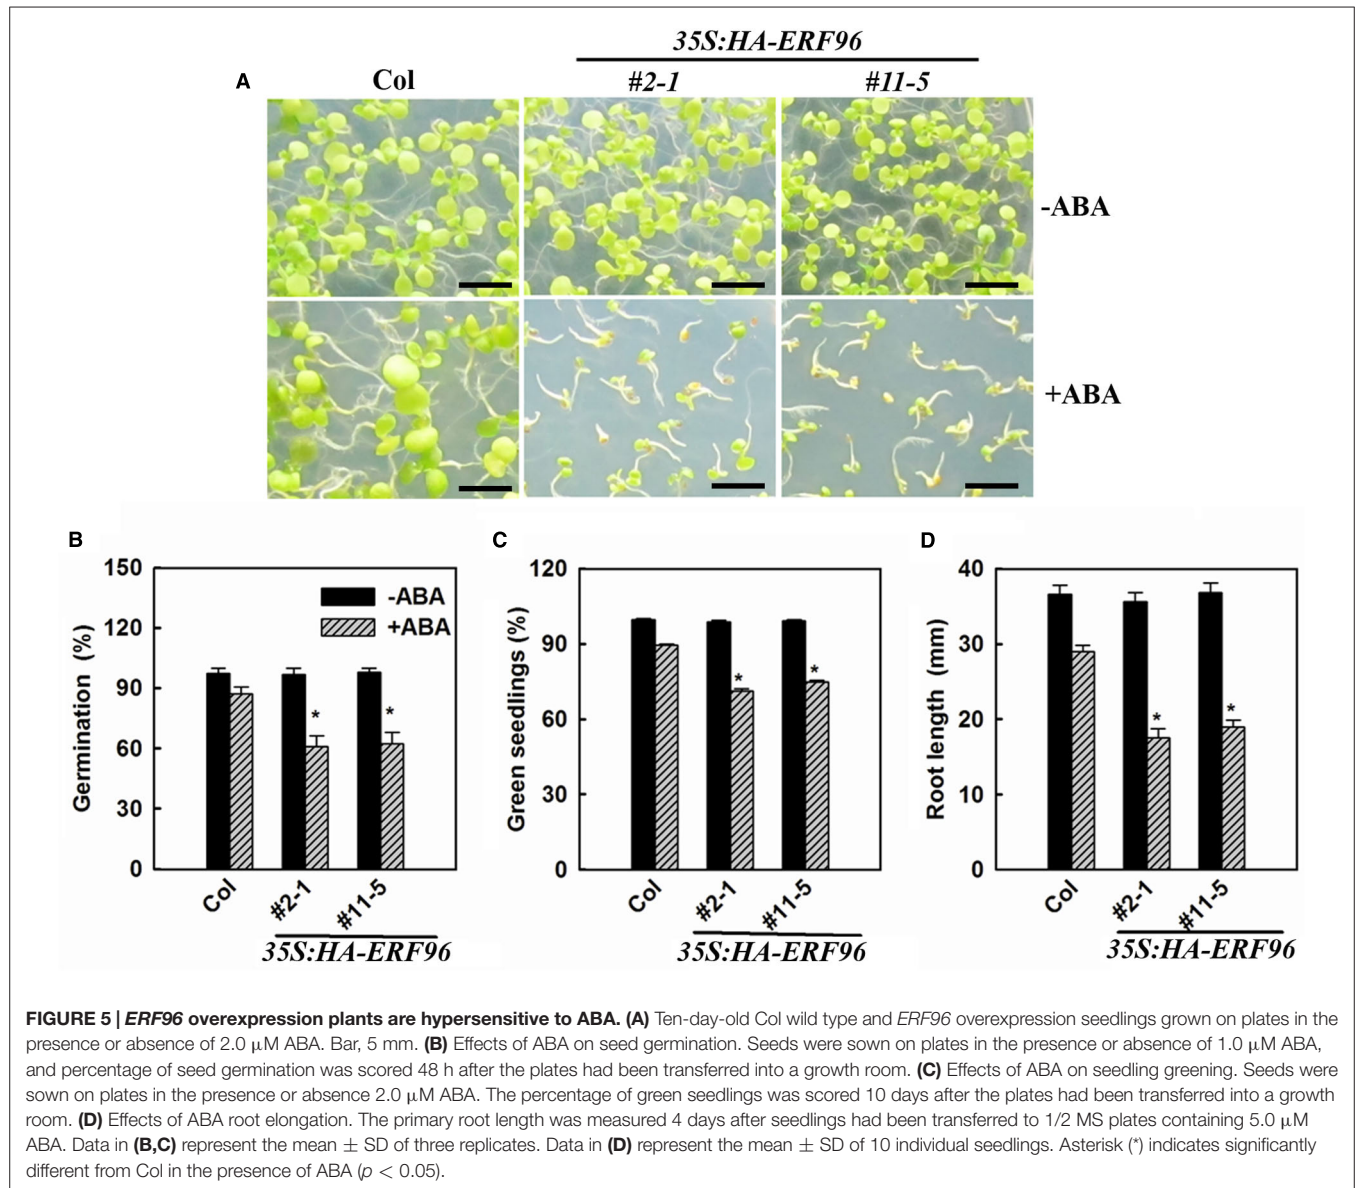 35S:HA-ERF96
A
Col
#2-1
#11-5
-ABA
+ABA
B
150
120
90
60
30
0
Germination (%)
-ABA
+ABA
*
*
Col
#2-1
#11-5
35S:HA-ERF96
C
120
90
60
30
0
Green seedlings (%)
*
*
Col
#2-1
#11-5
35S:HA-ERF96
D
40
30
20
10
0
Root length (mm)
*
*
Col
#2-1
#11-5
35S:HA-ERF96
FIGURE 5 | ERF96 overexpression plants are hypersensitive to ABA. (A) Ten-day-old Col wild type and ERF96 overexpression seedlings grown on plates in the
presence or absence of 2.0 μM ABA. Bar, 5 mm. (B) Effects of ABA on seed germination. Seeds were sown on plates in the presence or absence of 1.0 μM ABA,
and percentage of seed germination was scored 48 h after the plates had been transferred into a growth room. (C) Effects of ABA on seedling greening. Seeds were
sown on plates in the presence or absence 2.0 μM ABA. The percentage of green seedlings was scored 10 days after the plates had been transferred into a growth
room. (D) Effects of ABA root elongation. The primary root length was measured 4 days after seedlings had been transferred to 1/2 MS plates containing 5.0 μM
ABA. Data in (B,C) represent the mean ± SD of three replicates. Data in (D) represent the mean ± SD of 10 individual seedlings. Asterisk (*) indicates significantly
different from Col in the presence of ABA (p < 0.05).